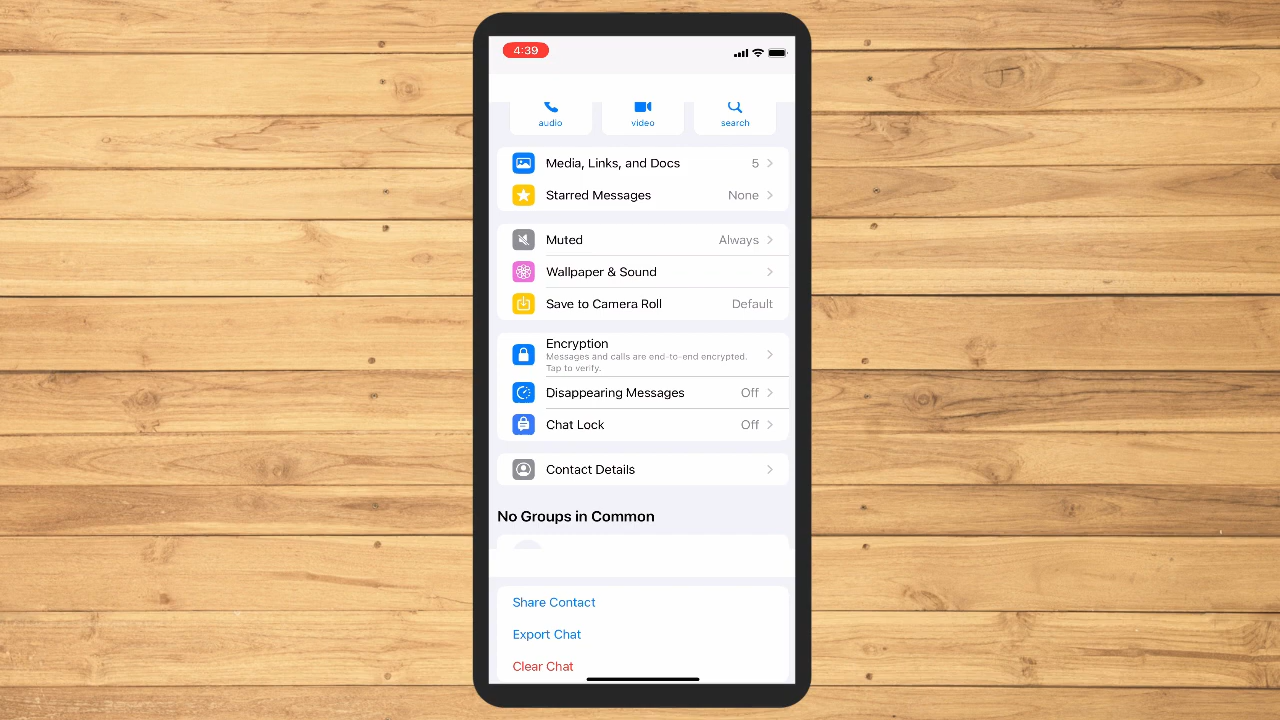 4:39
audio video search
Media, Links, and Docs 5
Starred Messages None
Muted Always
Wallpaper & Sound
Save to Camera Roll Default
Encryption
Messages and calls are end-to-end encrypted.
Tap to verify.
Disappearing Messages Off
Chat Lock Off
Contact Details
No Groups in Common
Share Contact
Export Chat
Clear Chat